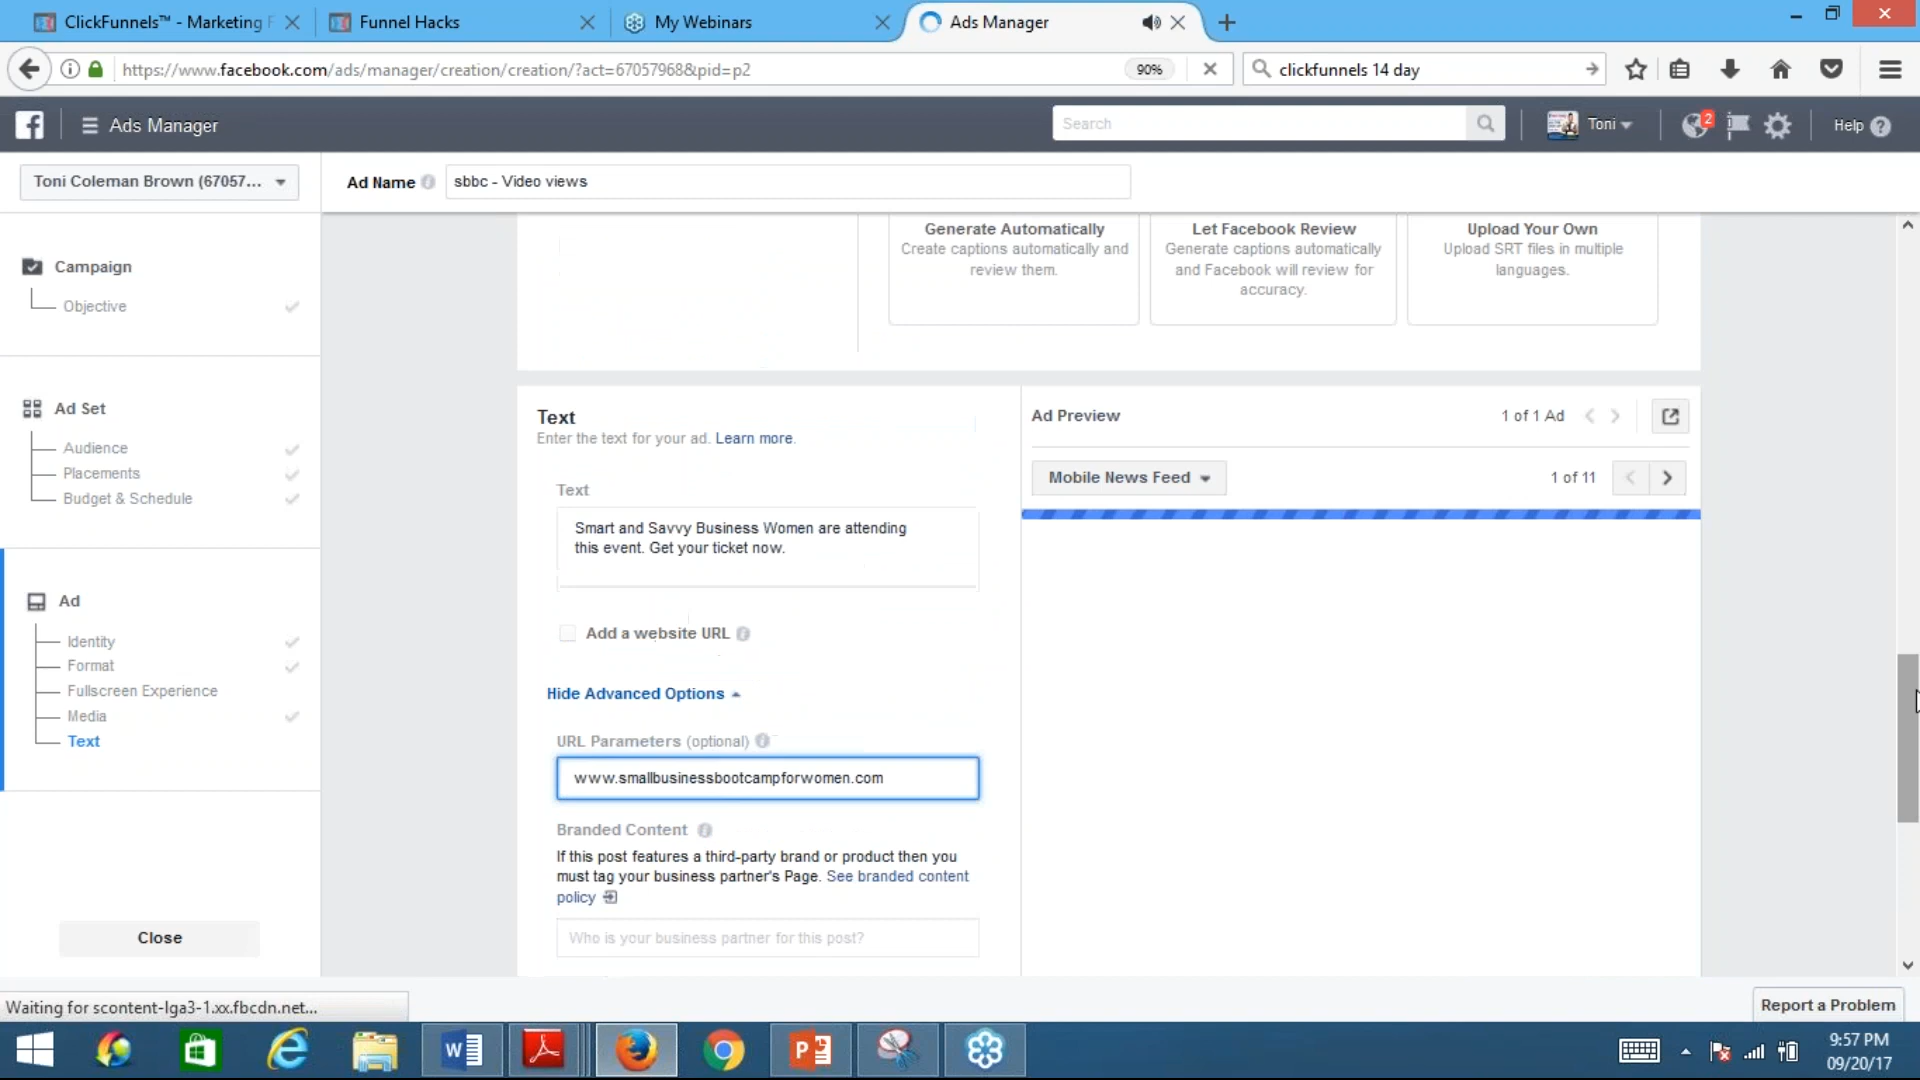 ClickFunnels™ - Marketing F
Funnel Hacks
My Webinars
Ads Manager
https://www.facebook.com/ads/manager/creation/creation/?act=67057968&pid=p2
90%
clickfunnels 14 day
Ads Manager
Search
Toni
2
Help
Toni Coleman Brown (67057...
Ad Name
sbbc - Video views
Campaign
Objective
Ad Set
Audience
Placements
Budget & Schedule
Ad
Identity
Format
Fullscreen Experience
Media
Text
Close
Generate Automatically
Create captions automatically and
review them.
Let Facebook Review
Generate captions automatically
and Facebook will review for
accuracy.
Upload Your Own
Upload SRT files in multiple
languages.
Text
Enter the text for your ad. Learn more.
Text
Smart and Savvy Business Women are attending
this event. Get your ticket now.
Add a website URL
Hide Advanced Options
URL Parameters (optional)
www.smallbusinessbootcampforwomen.com
Branded Content
If this post features a third-party brand or product then you
must tag your business partner's Page. See branded content
policy
Who is your business partner for this post?
Ad Preview
1 of 1 Ad
Mobile News Feed
1 of 11
Waiting for scontent-lga3-1.xx.fbcdn.net...
Report a Problem
9:57 PM
09/20/17